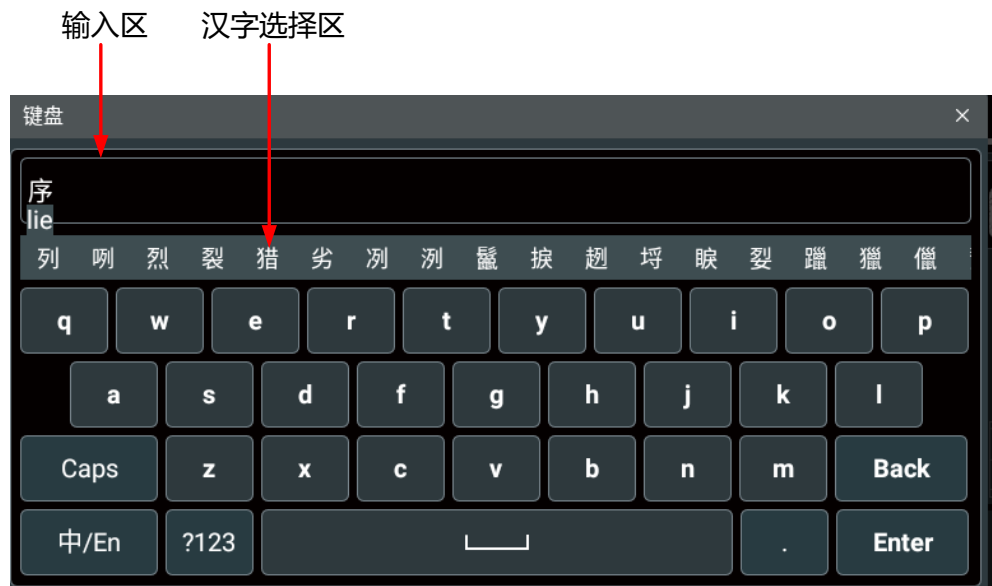 输入区 汉字选择区
键盘 ×
序
lie
列 咧 烈 裂 猎 劣 冽 洌 鬣 捩 趔 埒 睙 㸹 躐 獵 儠
q w e r t y u i o p
a s d f g h j k l
Caps z x c v b n m Back
中/En ?123 . Enter